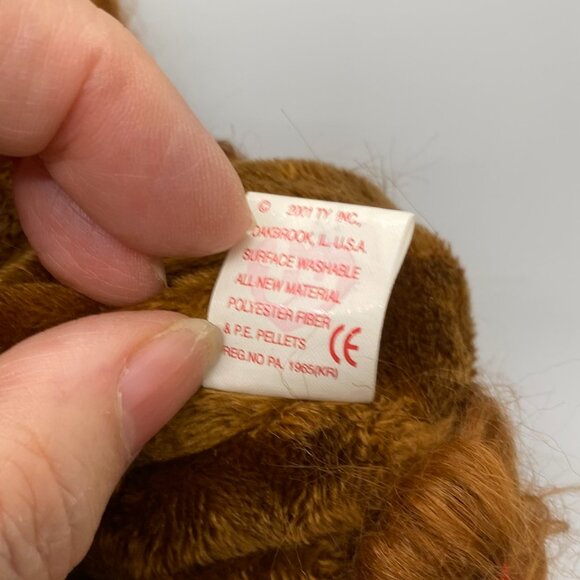 © 2001 TY INC.,
OAKBROOK, IL. U.S.A.
SURFACE WASHABLE
ALL NEW MATERIAL
POLYESTER FIBER
& P.E. PELLETS
REG.NO PA. 1965(KR)
CE